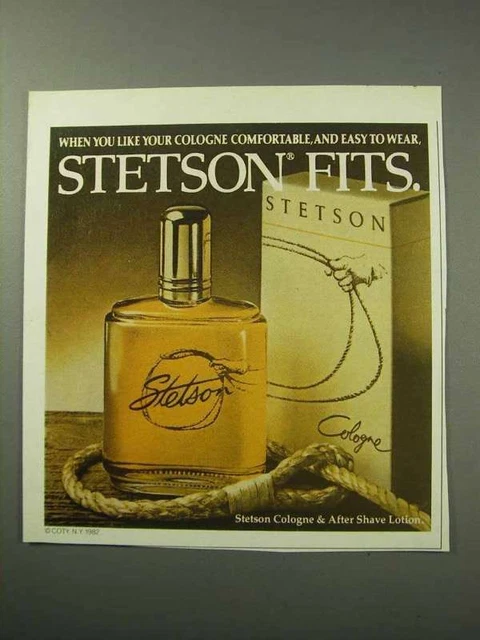 WHEN YOU LIKE YOUR COLOGNE COMFORTABLE, AND EASY TO WEAR,
STETSON® FITS.
STETSON
Stetson
Cologne
Stetson Cologne & After Shave Lotion.
© COTY, N.Y. 1982